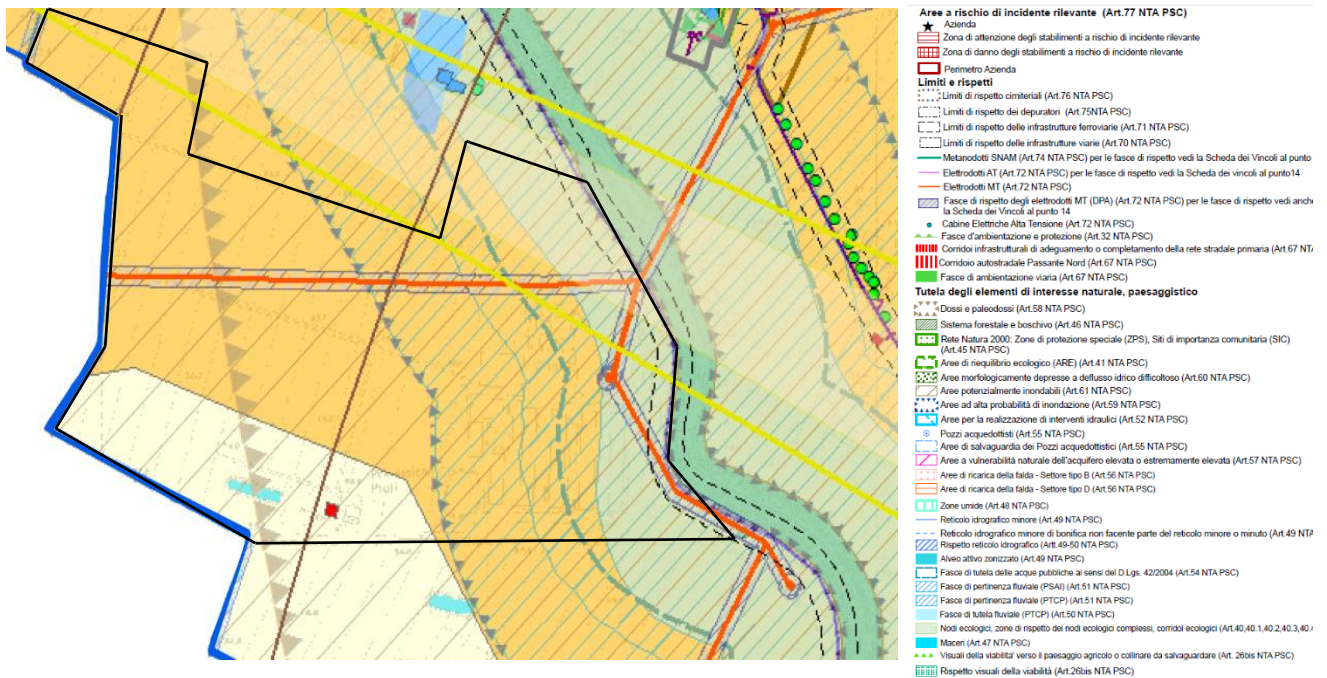 Aree a rischio di incidente rilevante (Art.77 NTA PSC)
Azienda
Zona di attenzione degli stabilimenti a rischio di incidente rilevante
Zona di danno degli stabilimenti a rischio di incidente rilevante
Perimetro Azienda
Limiti e rispetti
Limiti di rispetto cimiteriali (Art.76 NTA PSC)
Limiti di rispetto dei depuratori (Art.75NTA PSC)
Limiti di rispetto delle infrastrutture ferroviarie (Art.71 NTA PSC)
Limiti di rispetto delle infrastrutture viarie (Art.70 NTA PSC)
Metanodotti SNAM (Art.74 NTA PSC) per le fasce di rispetto vedi la Scheda dei Vincoli al punto
Elettrodotti AT (Art.72 NTA PSC) per le fasce di rispetto vedi la Scheda dei vincoli al punto14
Elettrodotti MT (Art.72 NTA PSC)
Fasce di rispetto degli elettrodotti MT (DPA) (Art.72 NTA PSC) per le fasce di rispetto vedi anche
la Scheda dei Vincoli al punto 14
Cabine Elettriche Alta Tensione (Art.72 NTA PSC)
Fasce d'ambientazione e protezione (Art.32 NTA PSC)
Corridoi infrastrutturali di adeguamento o completamento della rete stradale primaria (Art.67 NTA
Corridoio autostradale Passante Nord (Art.67 NTA PSC)
Fasce di ambientazione viaria (Art.67 NTA PSC)
Tutela degli elementi di interesse naturale, paesaggistico
Dossi e paleodossi (Art.58 NTA PSC)
Sistema forestale e boschivo (Art.46 NTA PSC)
Rete Natura 2000: Zone di protezione speciale (ZPS), Siti di importanza comunitaria (SIC)
(Art.45 NTA PSC)
Aree di riequilibrio ecologico (ARE) (Art.41 NTA PSC)
Aree morfologicamente depresse a deflusso idrico difficoltoso (Art.60 NTA PSC)
Aree potenzialmente inondabili (Art.61 NTA PSC)
Aree ad alta probabilità di inondazione (Art.59 NTA PSC)
Aree per la realizzazione di interventi idraulici (Art.52 NTA PSC)
Pozzi acquedottisti (Art.55 NTA PSC)
Aree di salvaguardia dei Pozzi acquedottistici (Art.55 NTA PSC)
Aree a vulnerabilità naturale dell'acquifero elevata o estremamente elevata (Art.57 NTA PSC)
Aree di ricarica della falda - Settore tipo B (Art.56 NTA PSC)
Aree di ricarica della falda - Settore tipo D (Art.56 NTA PSC)
Zone umide (Art.48 NTA PSC)
Reticolo idrografico minore (Art.49 NTA PSC)
Reticolo idrografico minore di bonifica non facente parte del reticolo minore o minuto (Art.49 NTA
Rispetto reticolo idrografico (Artt.49-50 NTA PSC)
Alveo attivo zonizzato (Art.49 NTA PSC)
Fasce di tutela delle acque pubbliche ai sensi del D.Lgs. 42/2004 (Art.54 NTA PSC)
Fasce di pertinenza fluviale (PSAI) (Art.51 NTA PSC)
Fasce di pertinenza fluviale (PTCP) (Art.51 NTA PSC)
Fasce di tutela fluviale (PTCP) (Art.50 NTA PSC)
Nodi ecologici, zone di rispetto dei nodi ecologici complessi, corridoi ecologici (Art.40,40.1,40.2,40.3,40.4
Maceri (Art.47 NTA PSC)
Visuali della viabilita' verso il paesaggio agricolo o collinare da salvaguardare (Art. 26bis NTA PSC)
Rispetto visuali della viabilità (Art.26bis NTA PSC)